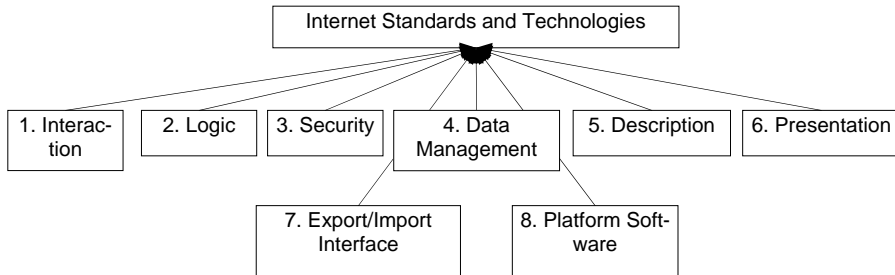 Internet Standards and Technologies
1. Interac-
tion
2. Logic
3. Security
4. Data
Management
5. Description
6. Presentation
7. Export/Import
Interface
8. Platform Soft-
ware